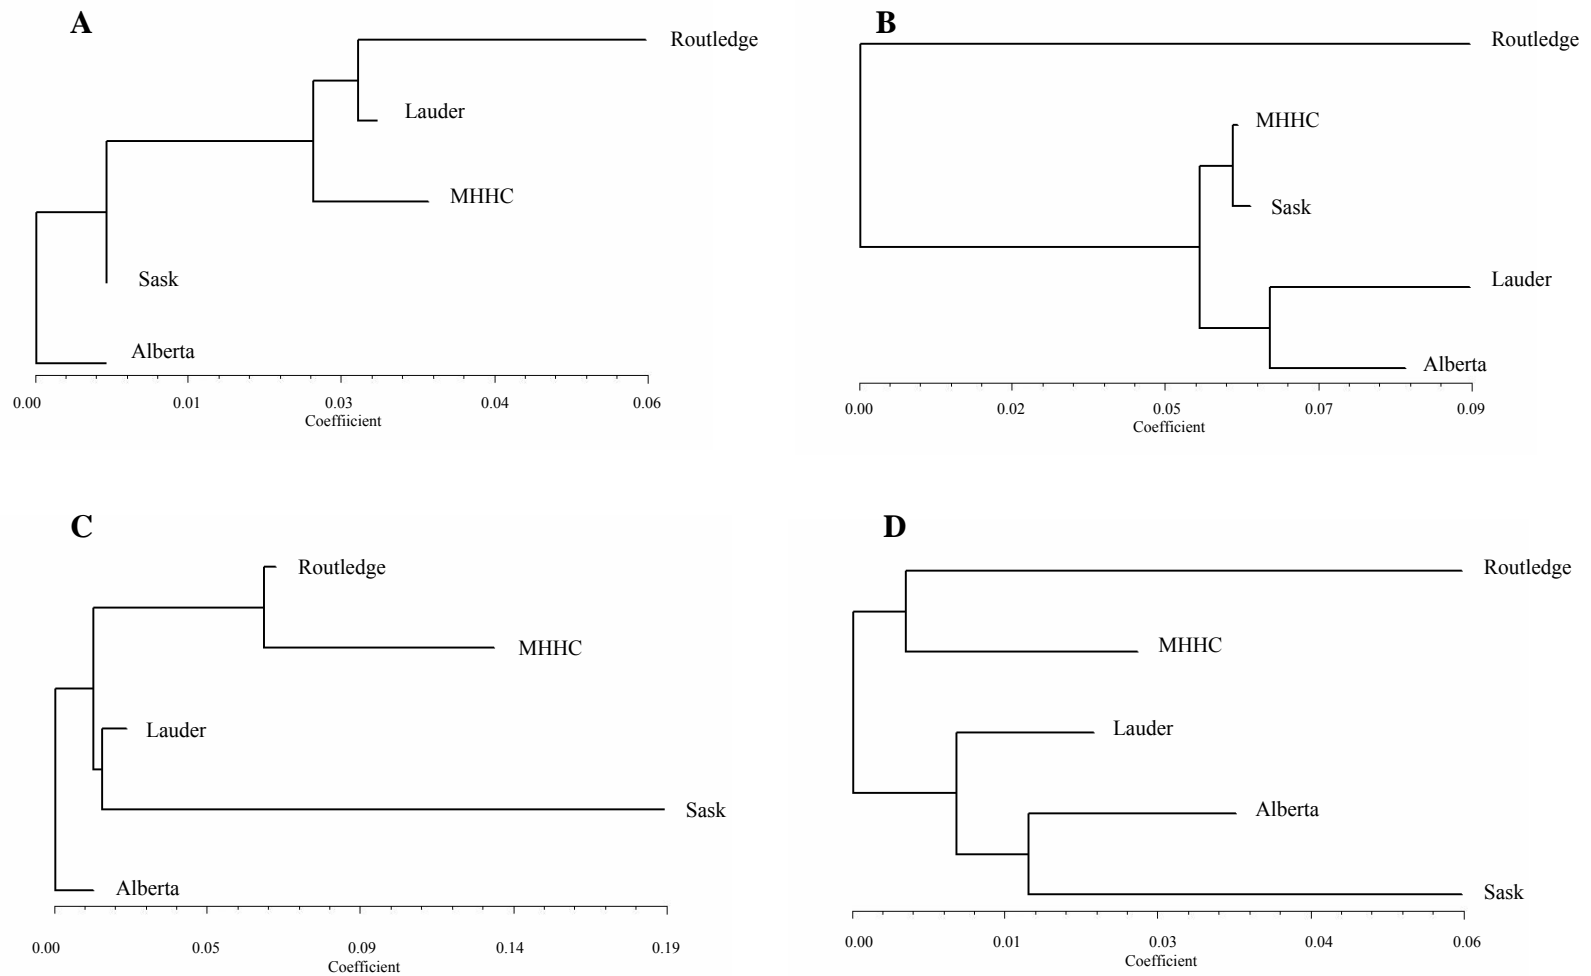 A
Routledge
Lauder
MHHC
Sask
Alberta
0.00 0.01 0.03 0.04 0.06
Coeffiicient
B
Routledge
MHHC
Sask
Lauder
Alberta
0.00 0.02 0.05 0.07 0.09
Coefficient
C
Routledge
MHHC
Lauder
Sask
Alberta
0.00 0.05 0.09 0.14 0.19
Coefficient
D
Routledge
MHHC
Lauder
Alberta
Sask
0.00 0.01 0.03 0.04 0.06
Coefficient